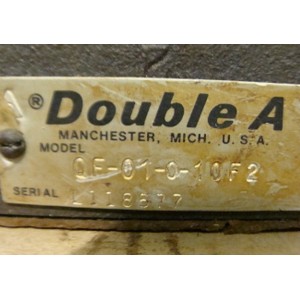 ® Double A
MANCHESTER, MICH. U.S.A.
MODEL
QF-01-C-10F2
SERIAL